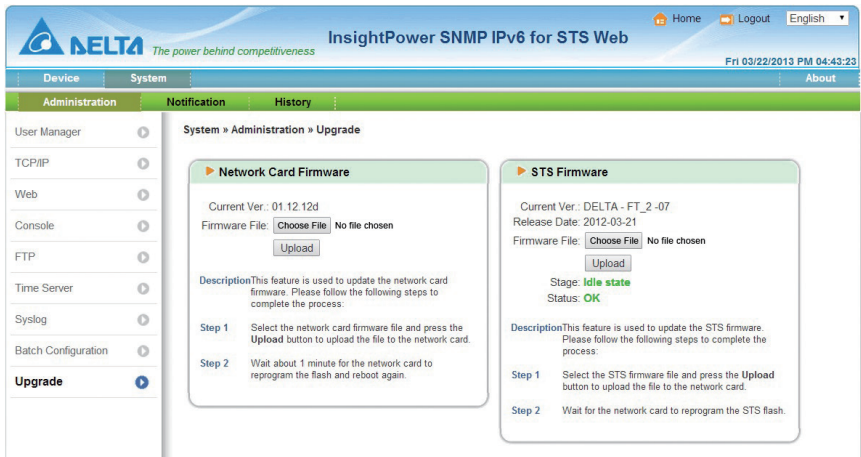 Home
Logout
English
DELTA
The power behind competitiveness
InsightPower SNMP IPv6 for STS Web
Fri 03/22/2013 PM 04:43:23
Device
System
About
Administration
Notification
History
User Manager
TCP/IP
Web
Console
FTP
Time Server
Syslog
Batch Configuration
Upgrade
System » Administration » Upgrade
Network Card Firmware
Current Ver.: 01.12.12d
Firmware File: Choose File No file chosen
Upload
Description This feature is used to update the network card
firmware. Please follow the following steps to
complete the process:
Step 1 Select the network card firmware file and press the
Upload button to upload the file to the network card.
Step 2 Wait about 1 minute for the network card to
reprogram the flash and reboot again.
STS Firmware
Current Ver.: DELTA - FT_2 -07
Release Date: 2012-03-21
Firmware File: Choose File No file chosen
Upload
Stage: Idle state
Status: OK
Description This feature is used to update the STS firmware.
Please follow the following steps to complete the
process:
Step 1 Select the STS firmware file and press the Upload
button to upload the file to the network card.
Step 2 Wait for the network card to reprogram the STS flash.